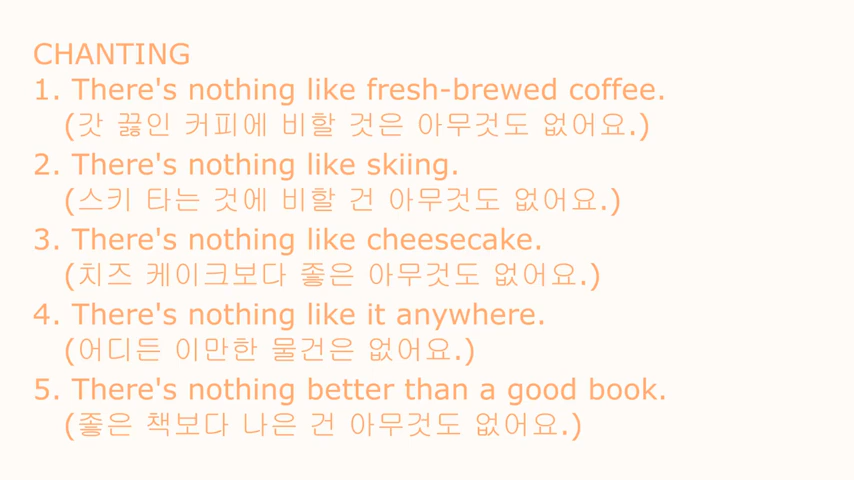 CHANTING
1. There's nothing like fresh-brewed coffee.
(갓 끓인 커피에 비할 것은 아무것도 없어요.)
2. There's nothing like skiing.
(스키 타는 것에 비할 건 아무것도 없어요.)
3. There's nothing like cheesecake.
(치즈 케이크보다 좋은 아무것도 없어요.)
4. There's nothing like it anywhere.
(어디든 이만한 물건은 없어요.)
5. There's nothing better than a good book.
(좋은 책보다 나은 건 아무것도 없어요.)